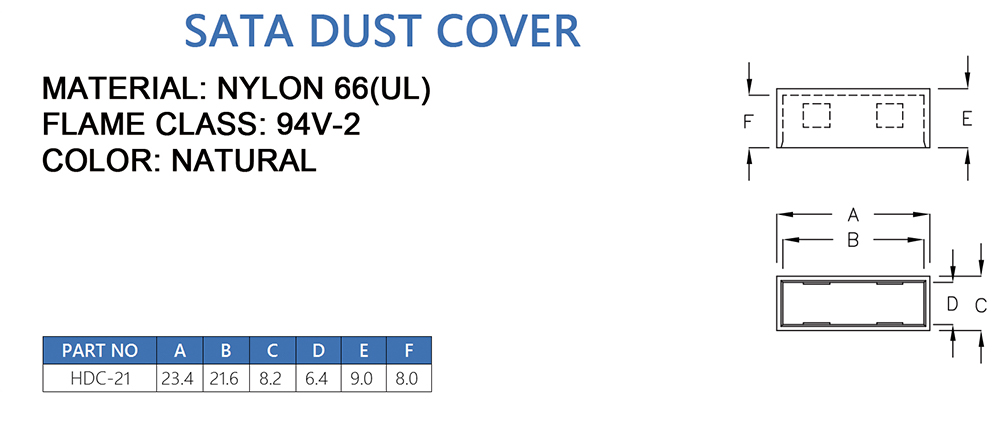 SATA DUST COVER
MATERIAL: NYLON 66(UL)
FLAME CLASS: 94V-2
COLOR: NATURAL
F
E
A
B
D
C
PART NO A B C D E F
HDC-21 23.4 21.6 8.2 6.4 9.0 8.0